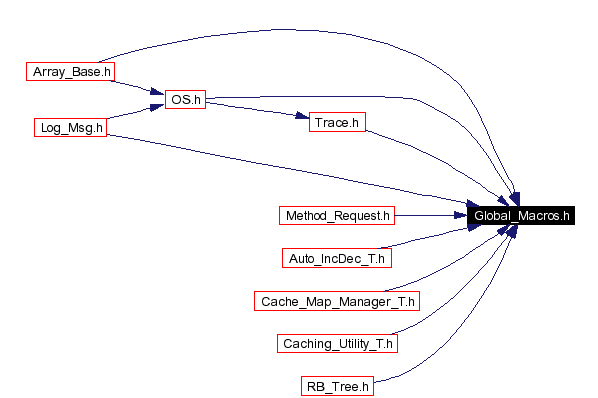 Array_Base.h
OS.h
Trace.h
Log_Msg.h
Method_Request.h
Global_Macros.h
Auto_IncDec_T.h
Cache_Map_Manager_T.h
Caching_Utility_T.h
RB_Tree.h